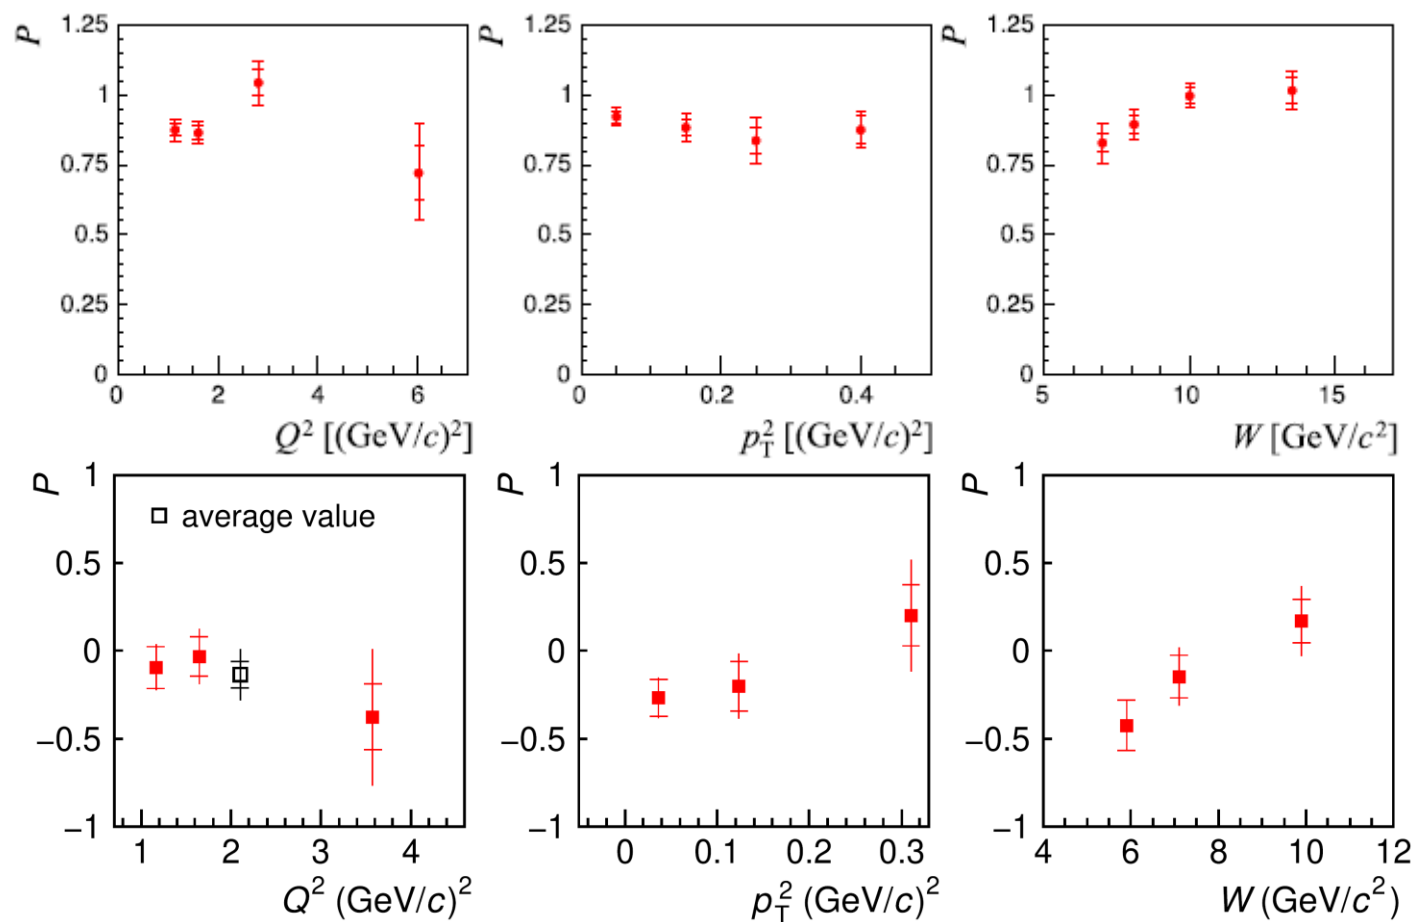 P
1.25
1
0.75
0.5
0.25
0
0 2 4 6
Q² [(GeV/c)²]
P
1.25
1
0.75
0.5
0.25
0
0 0.2 0.4
p_T² [(GeV/c)²]
P
1.25
1
0.75
0.5
0.25
0
5 10 15
W [GeV/c²]
P
1
0.5
0
−0.5
−1
average value
1 2 3 4
Q² (GeV/c)²
P
1
0.5
0
−0.5
−1
0 0.1 0.2 0.3
p_T² (GeV/c)²
P
1
0.5
0
−0.5
−1
4 6 8 10 12
W (GeV/c²)